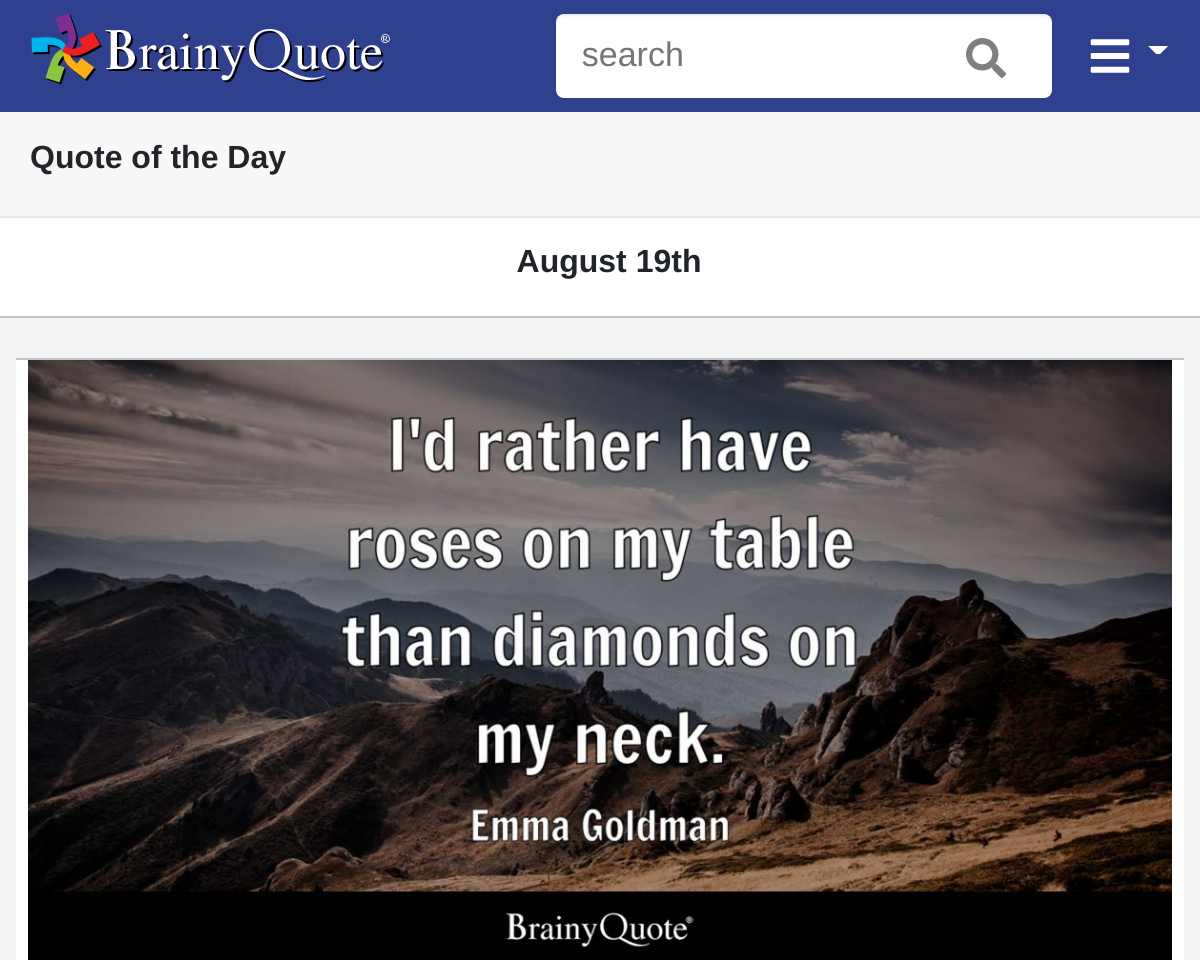 BrainyQuote®
search
Quote of the Day
August 19th
I'd rather have
roses on my table
than diamonds on
my neck.
Emma Goldman
BrainyQuote®